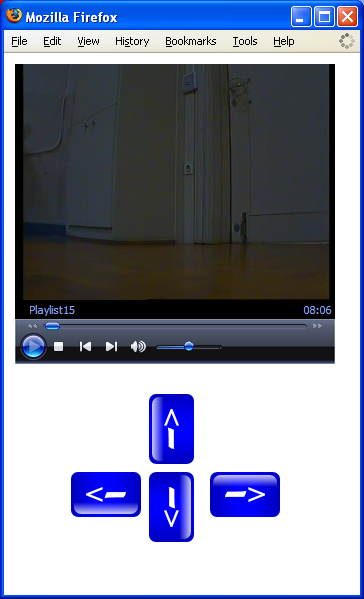 Mozilla Firefox
File Edit View History Bookmarks Tools Help
Playlist15 08:06
<-
->